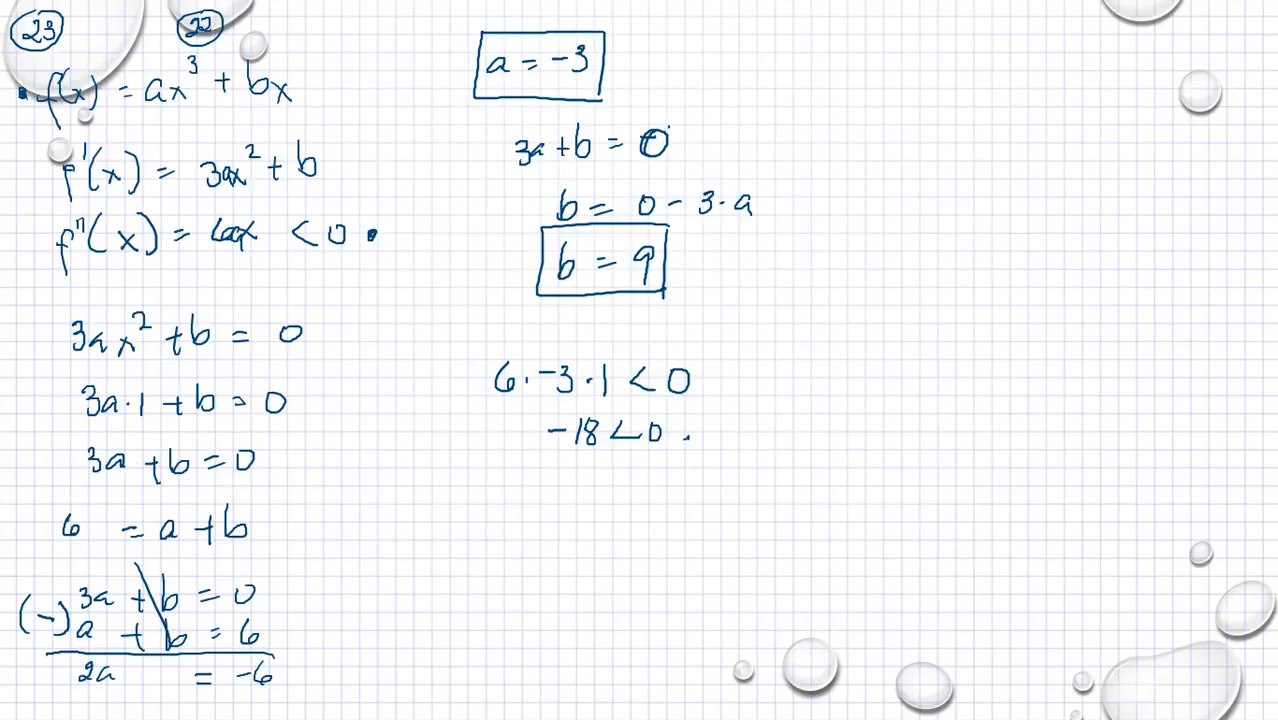 23 22
f(x) = ax³ + bx
f'(x) = 3ax² + b
f"(x) = 6ax < 0 .
3ax² + b = 0
3a·1 + b = 0
3a + b = 0
6 = a + b
(-) 3a + b = 0
a + b = 6
2a = -6
a = -3
3a + b = 0
b = 0 - 3·a
b = 9
6·-3·1 < 0
-18 < 0 .